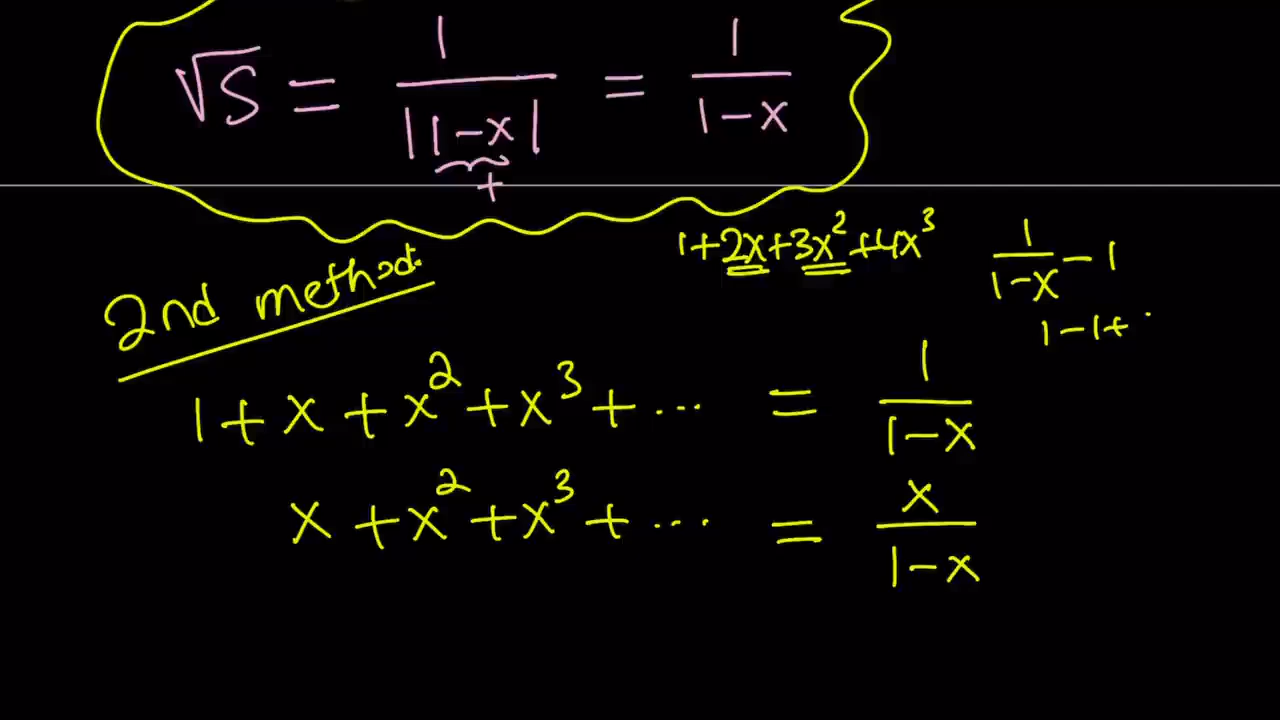 √S = 1/|1-x| = 1/(1-x)
+
1+2x+3x²+4x³
1/(1-x) - 1
1-1+
2nd method.
1 + x + x² + x³ + ... = 1/(1-x)
x + x² + x³ + ... = x/(1-x)